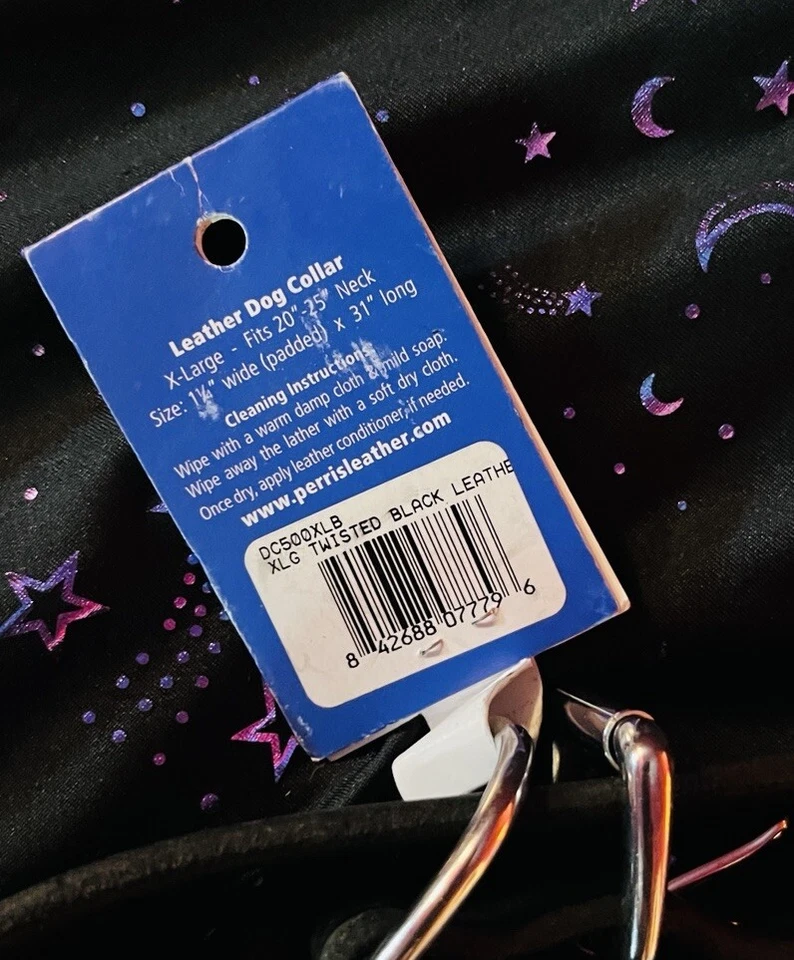 Leather Dog Collar
X-Large - Fits 20"-25" Neck
Size: 1¼" wide (padded) x 31" long
Cleaning Instructions
Wipe with a warm damp cloth & mild soap.
Wipe away the lather with a soft dry cloth.
Once dry, apply leather conditioner, if needed.
www.perrisleather.com
DC500XLB
XLG TWISTED BLACK LEATHE
8 42688 07779 6